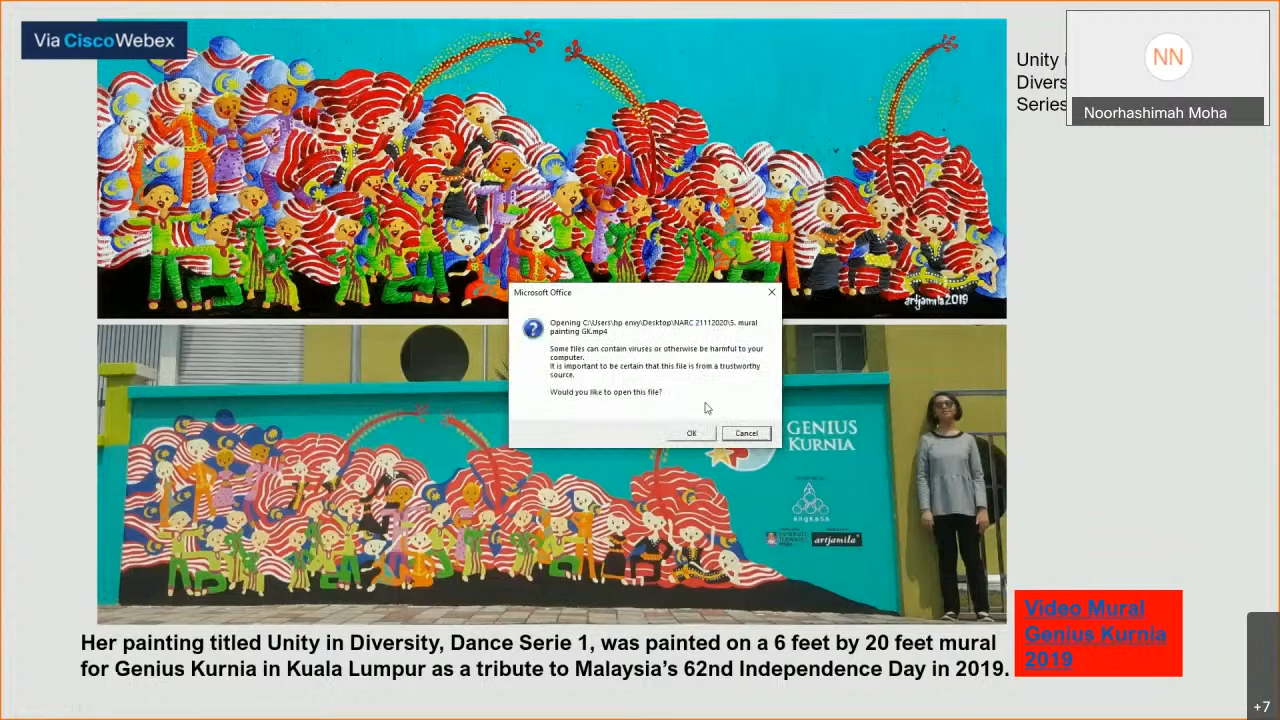 Via CiscoWebex
Unity
Divers
Series
NN
Noorhashimah Moha
artjamila2019
Microsoft Office
Opening C:\Users\hp envy\Desktop\NARC 21112020\5. mural
painting GK.mp4
Some files can contain viruses or otherwise be harmful to your
computer.
It is important to be certain that this file is from a trustworthy
source.
Would you like to open this file?
OK
Cancel
GENIUS
KURNIA
angkasa
artjamila
Her painting titled Unity in Diversity, Dance Serie 1, was painted on a 6 feet by 20 feet mural
for Genius Kurnia in Kuala Lumpur as a tribute to Malaysia's 62nd Independence Day in 2019.
Video Mural
Genius Kurnia
2019
+7